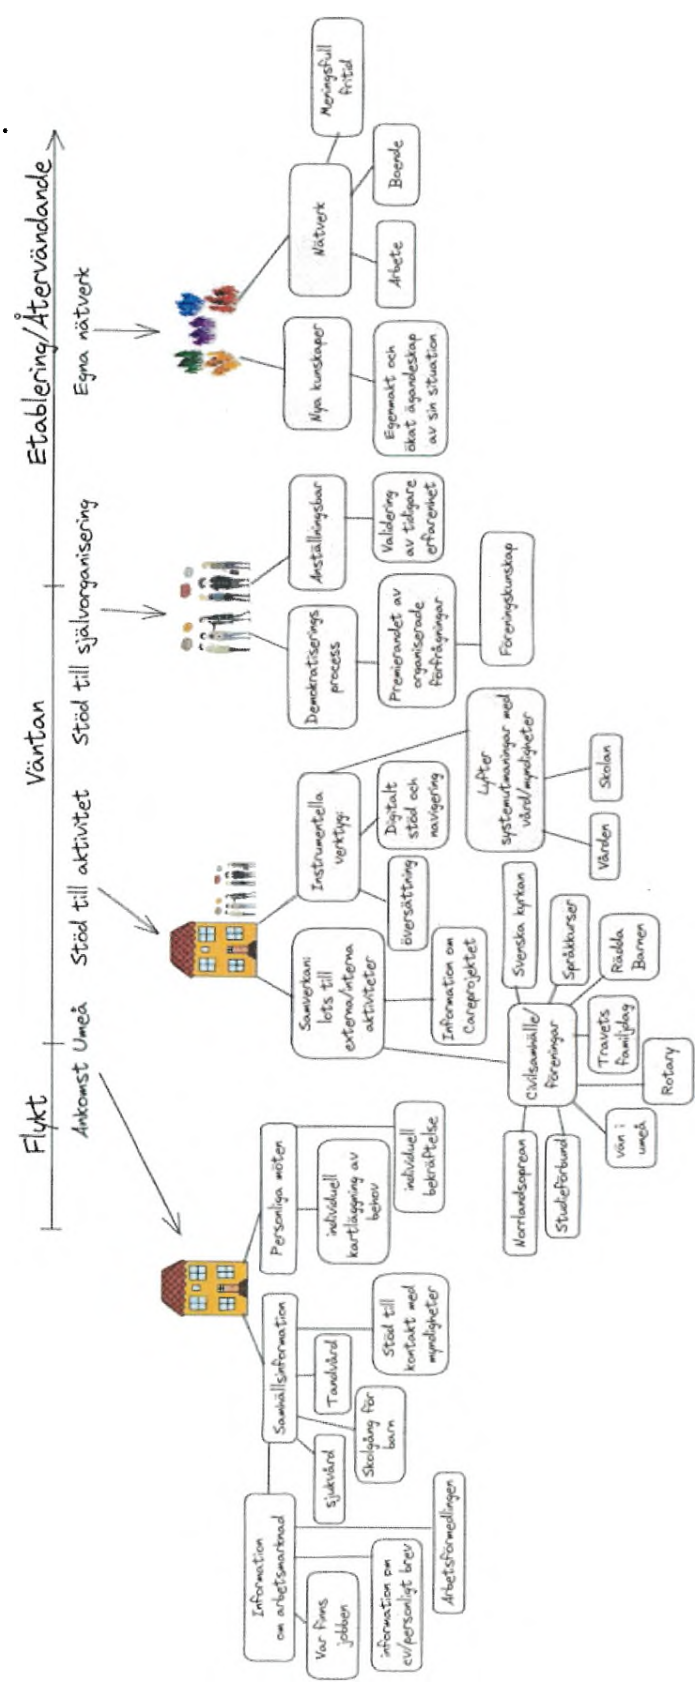 Flykt
Väntan
Etablering/Återvändande
Ankomst Umeå
Stöd till aktivitet
Stöd till självorganisering
Egna nätverk
Information
om arbetsmarknad
Var finns
jobben
information om
cv/personligt brev
Arbetsförmedlingen
Samhällsinformation
sjukvård
Skolgång för
barn
Tandvård
Stöd till
kontakt med
myndigheter
Personliga möten
individuell
kartläggning av
behov
individuell
bekräftelse
Samverkan:
lots till
externa/interna
aktiviteter
Information om
Careprojektet
Civilsamhälle/
föreningar
Norrlandsoperan
Studieförbund
vän i
umeå
Rotary
Travets
familjdag
Rädda
Barnen
Språkkurser
Svenska kyrkan
Instrumentella
verktyg:
översättning
Digitalt
stöd och
navigering
Lyfter
systemutmaningar med
vård/myndigheter
Vården
Skolan
Demokratiserings
process
Premierandet av
organiserade
förfrågningar
Föreningskunskap
Anställningsbar
Validering
av tidigare
erfarenhet
Nya kunskaper
Egenmakt och
ökat ägandeskap
av sin situation
Nätverk
Arbete
Boende
Meningsfull
fritid